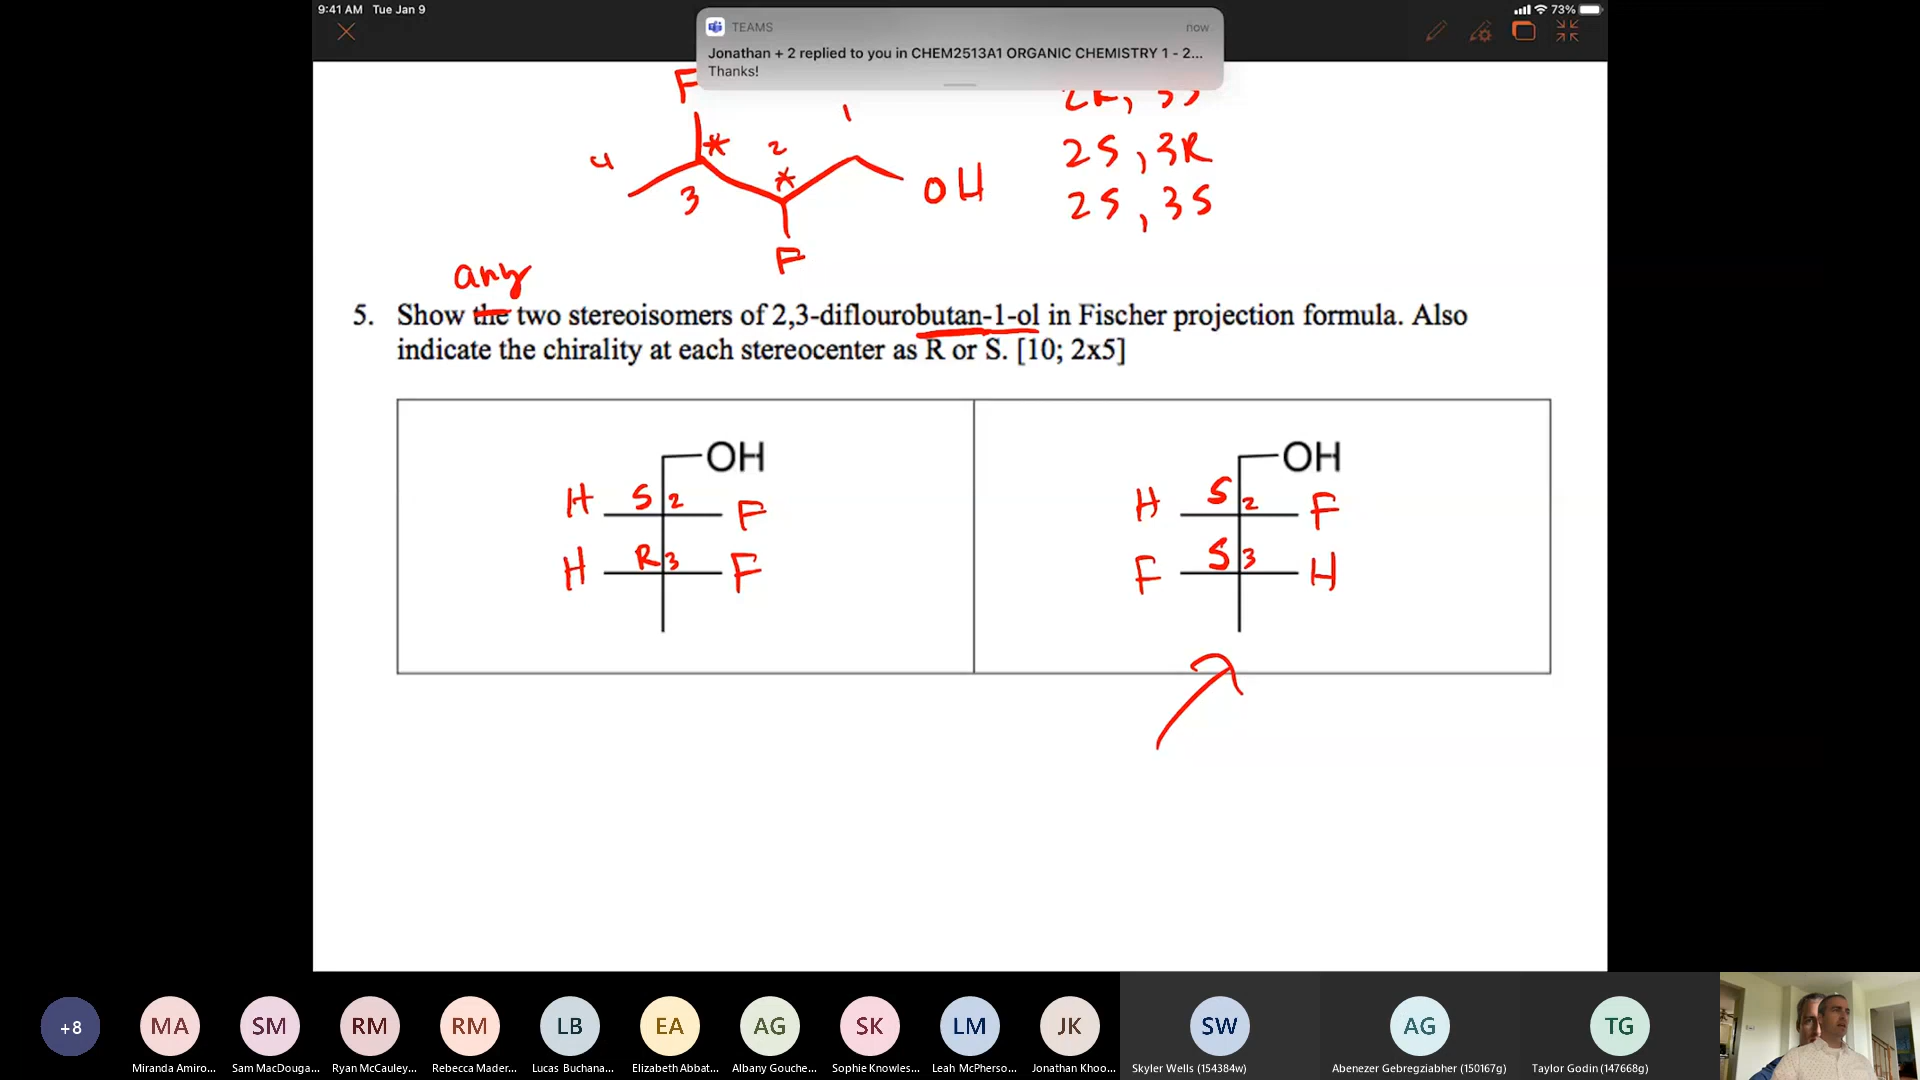 9:41 AM Tue Jan 9
73%
TEAMS
now
Jonathan + 2 replied to you in CHEM2513A1 ORGANIC CHEMISTRY 1 - 2...
Thanks!
F
1
2R, 3S
4
*
2
2S, 3R
3
*
OH
2S, 3S
F
any
5. Show the two stereoisomers of 2,3-diflourobutan-1-ol in Fischer projection formula. Also
indicate the chirality at each stereocenter as R or S. [10; 2x5]
OH
H S 2 F
H R 3 F
OH
H S 2 F
F S 3 H
+8
MA
SM
RM
RM
LB
EA
AG
SK
LM
JK
SW
AG
TG
Miranda Amiro...
Sam MacDouga...
Ryan McCauley...
Rebecca Mader...
Lucas Buchana...
Elizabeth Abbat...
Albany Gouche...
Sophie Knowles...
Leah McPherso...
Jonathan Khoo...
Skyler Wells (154384w)
Abenezer Gebregziabher (150167g)
Taylor Godin (147668g)